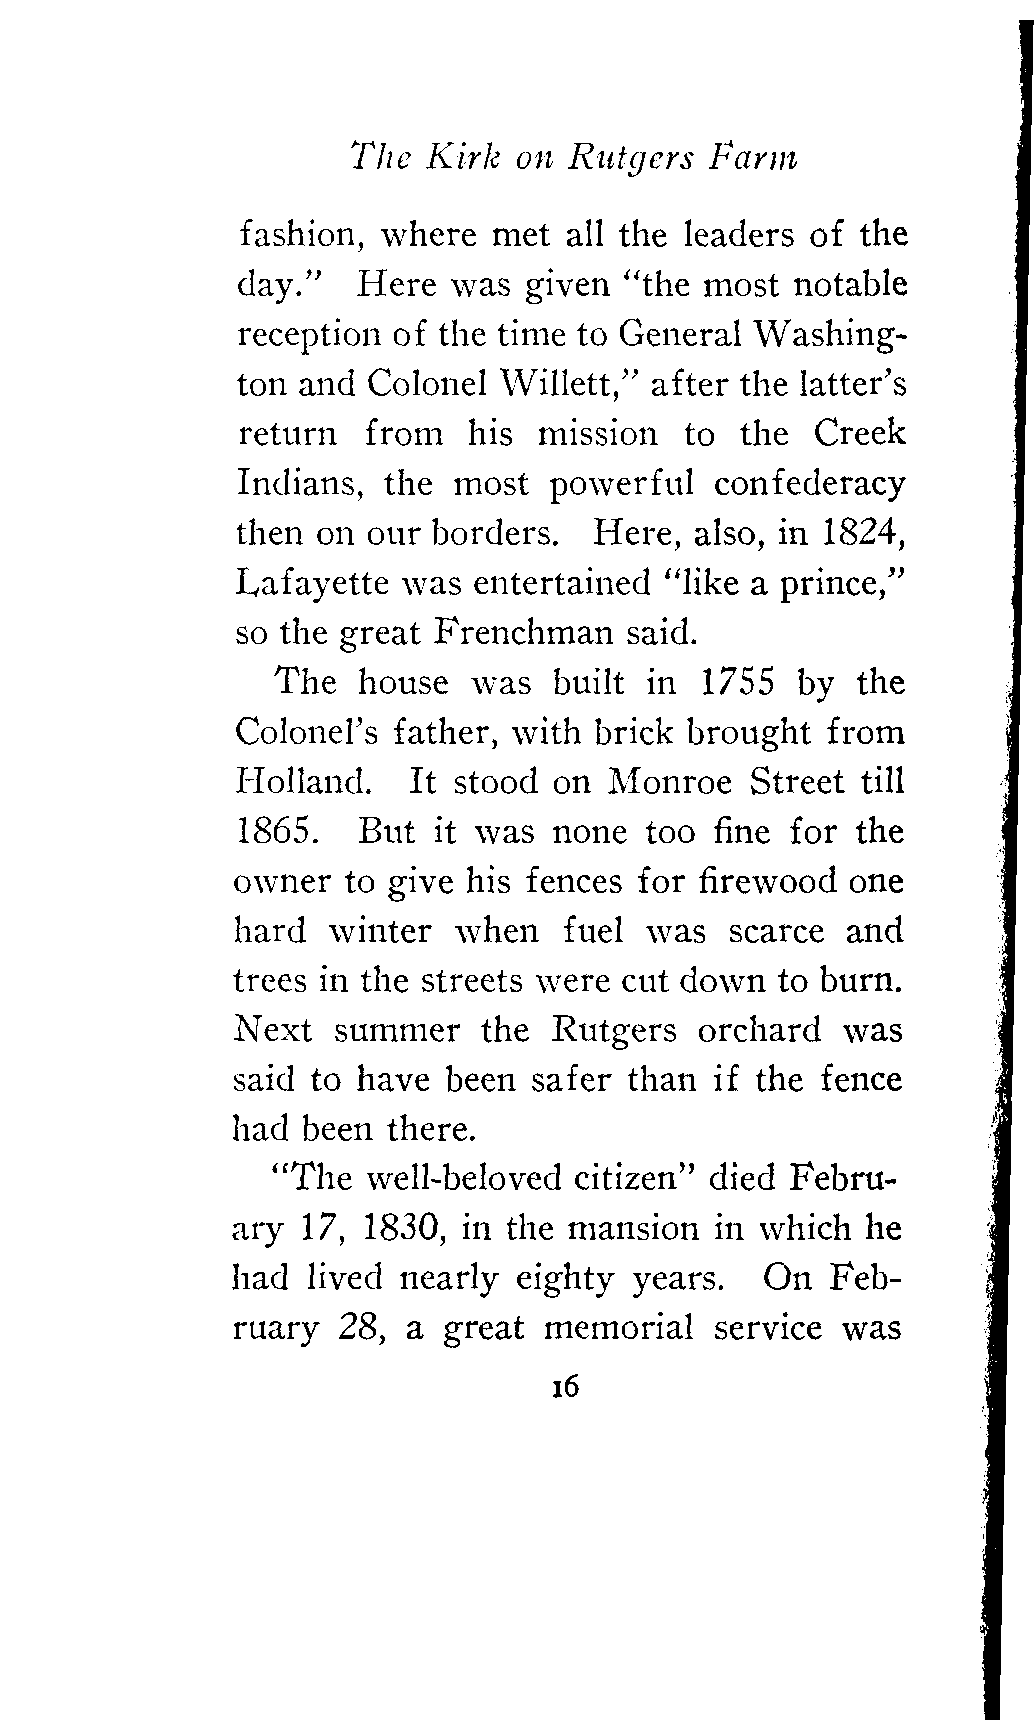 The Kirk on Rutgers Farm
fashion, where met all the leaders of the
day." Here was given "the most notable
reception of the time to General Washing-
ton and Colonel Willett," after the latter's
return from his mission to the Creek
Indians, the most powerful confederacy
then on our borders. Here, also, in 1824,
Lafayette was entertained "like a prince,"
so the great Frenchman said.
The house was built in 1755 by the
Colonel's father, with brick brought from
Holland. It stood on Monroe Street till
1865. But it was none too fine for the
owner to give his fences for firewood one
hard winter when fuel was scarce and
trees in the streets were cut down to burn.
Next summer the Rutgers orchard was
said to have been safer than if the fence
had been there.
"The well-beloved citizen" died Febru-
ary 17, 1830, in the mansion in which he
had lived nearly eighty years. On Feb-
ruary 28, a great memorial service was
16